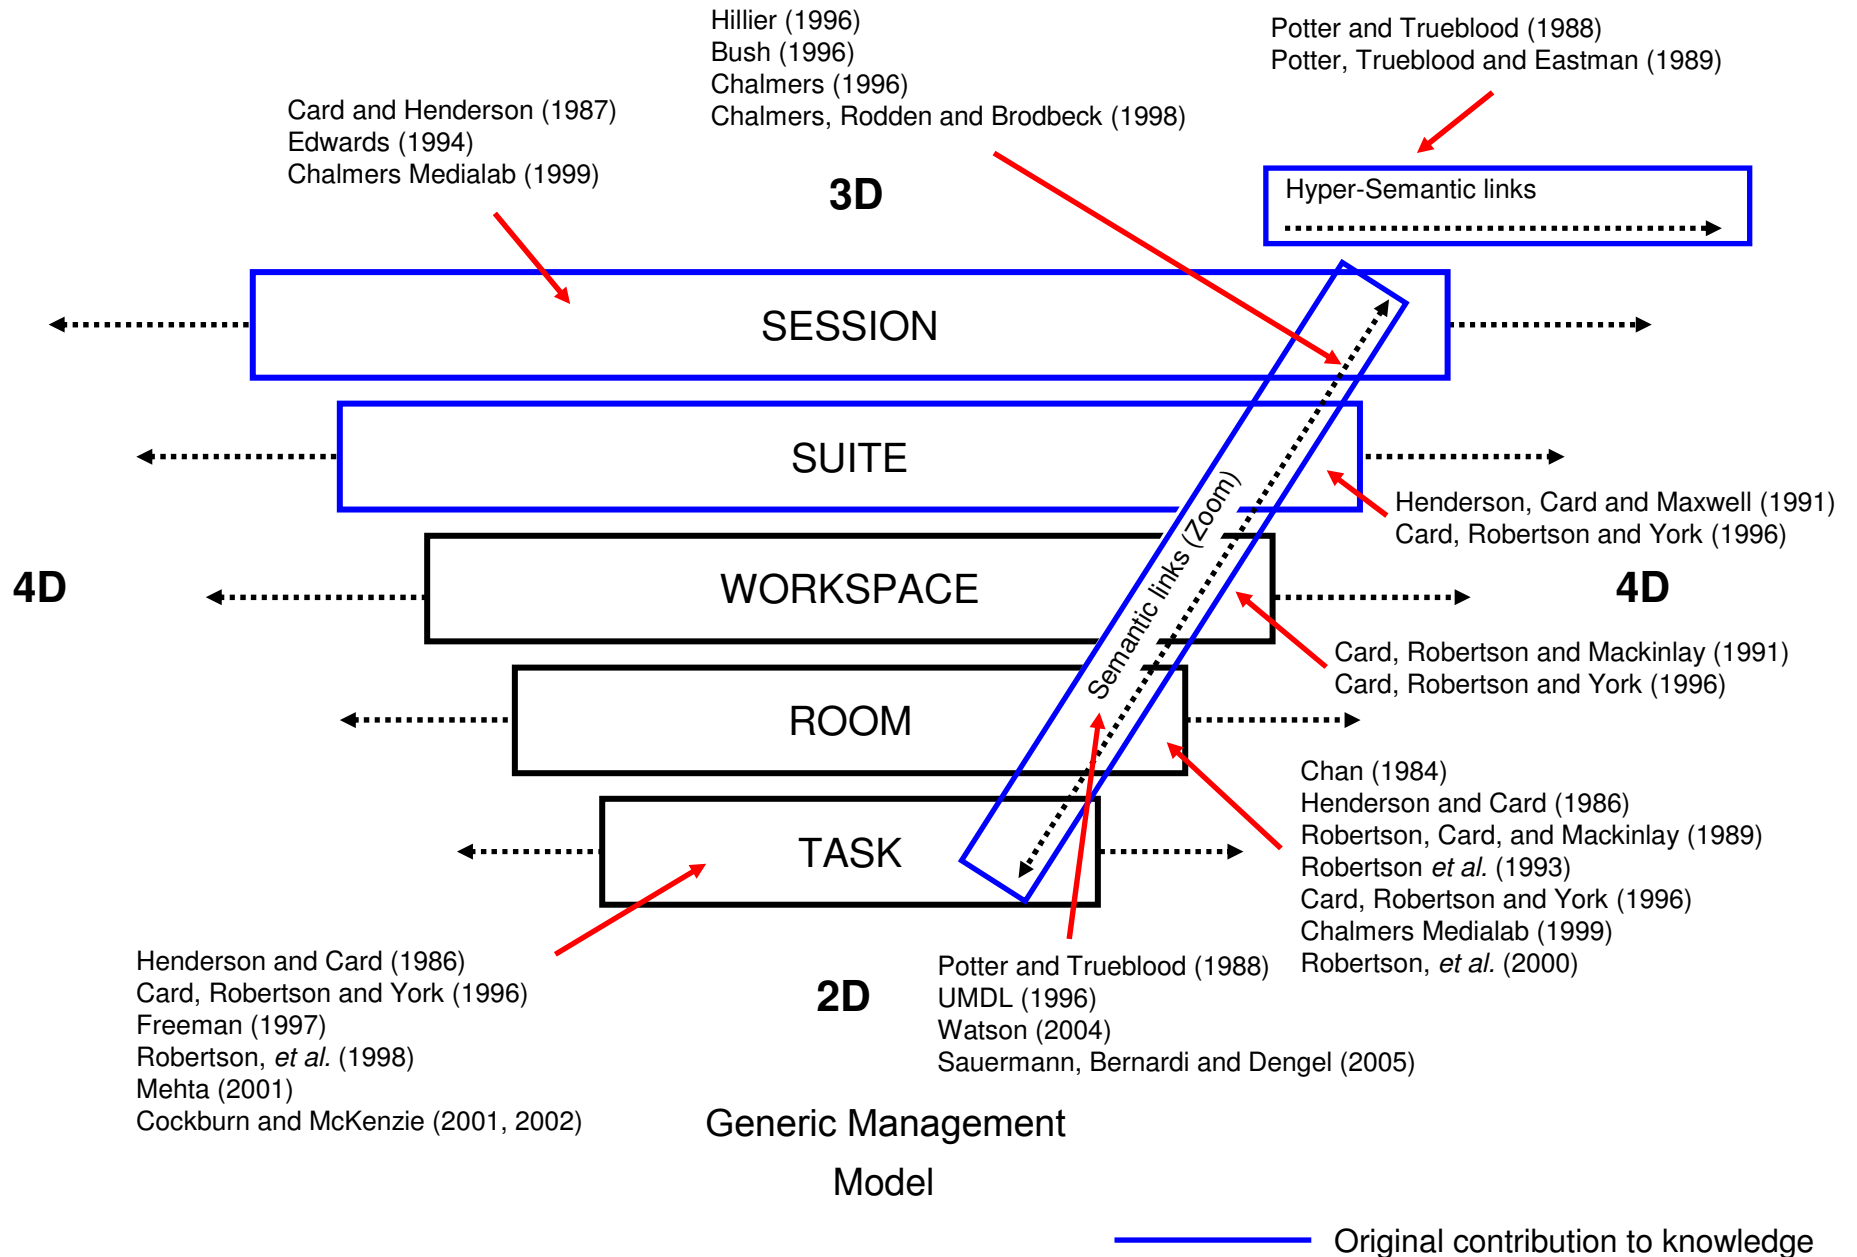 Hillier (1996)
Bush (1996)
Chalmers (1996)
Chalmers, Rodden and Brodbeck (1998)
Potter and Trueblood (1988)
Potter, Trueblood and Eastman (1989)
Card and Henderson (1987)
Edwards (1994)
Chalmers Medialab (1999)
3D
Hyper-Semantic links
SESSION
SUITE
Semantic links (Zoom)
Henderson, Card and Maxwell (1991)
Card, Robertson and York (1996)
4D
WORKSPACE
4D
Card, Robertson and Mackinlay (1991)
Card, Robertson and York (1996)
ROOM
Chan (1984)
Henderson and Card (1986)
Robertson, Card, and Mackinlay (1989)
Robertson et al. (1993)
Card, Robertson and York (1996)
Chalmers Medialab (1999)
Robertson, et al. (2000)
TASK
Henderson and Card (1986)
Card, Robertson and York (1996)
Freeman (1997)
Robertson, et al. (1998)
Mehta (2001)
Cockburn and McKenzie (2001, 2002)
2D
Potter and Trueblood (1988)
UMDL (1996)
Watson (2004)
Sauermann, Bernardi and Dengel (2005)
Generic Management
Model
Original contribution to knowledge